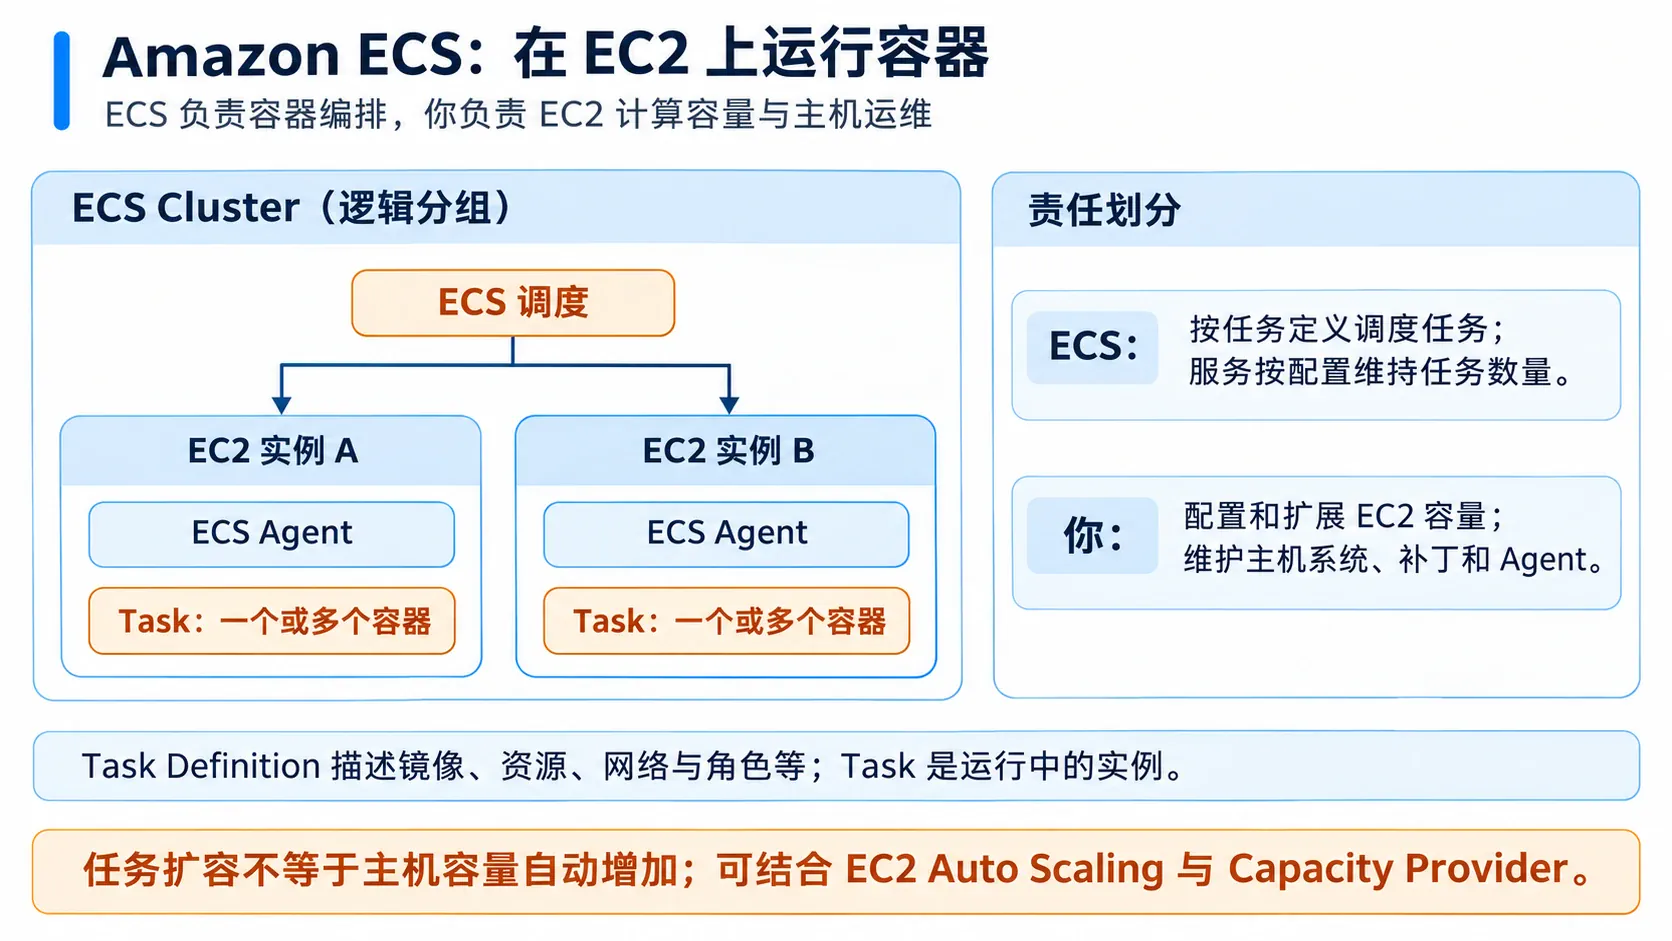 Amazon ECS：在 EC2 上运行容器
ECS 负责容器编排，你负责 EC2 计算容量与主机运维
ECS Cluster（逻辑分组）
ECS 调度
EC2 实例 A
ECS Agent
Task：一个或多个容器
EC2 实例 B
ECS Agent
Task：一个或多个容器
责任划分
ECS：
按任务定义调度任务；
服务按配置维持任务数量。
你：
配置和扩展 EC2 容量；
维护主机系统、补丁和 Agent。
Task Definition 描述镜像、资源、网络与角色等；Task 是运行中的实例。
任务扩容不等于主机容量自动增加；可结合 EC2 Auto Scaling 与 Capacity Provider。